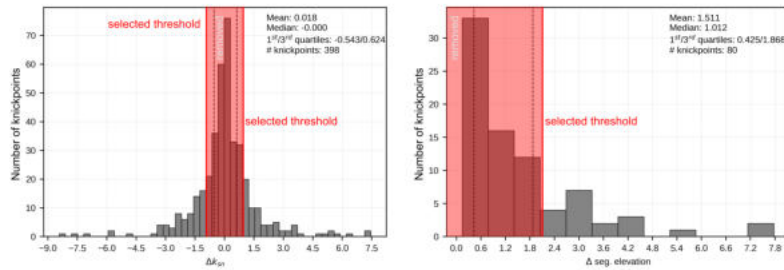 selected threshold
removed
Mean: 0.018
Median: -0.000
1st/3rd quartiles: -0.543/0.624
# knickpoints: 398
selected threshold
Number of knickpoints
70
60
50
40
30
20
10
0
-9.0 -7.5 -6.0 -4.5 -3.0 -1.5 0.0 1.5 3.0 4.5 6.0 7.5
Δksn
removed
Mean: 1.511
Median: 1.012
1st/3rd quartiles: 0.425/1.868
# knickpoints: 80
selected threshold
Number of knickpoints
30
25
20
15
10
5
0
0.0 0.6 1.2 1.8 2.4 3.0 3.6 4.2 4.8 5.4 6.0 6.6 7.2 7.8
Δ seg. elevation